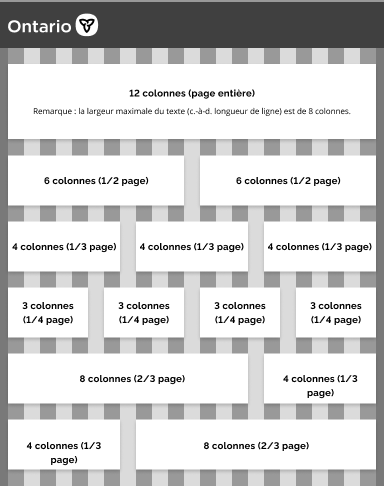 Ontario
12 colonnes (page entière)
Remarque : la largeur maximale du texte (c.-à-d. longueur de ligne) est de 8 colonnes.
6 colonnes (1/2 page) 6 colonnes (1/2 page)
4 colonnes (1/3 page) 4 colonnes (1/3 page) 4 colonnes (1/3 page)
3 colonnes
(1/4 page)
3 colonnes
(1/4 page)
3 colonnes
(1/4 page)
3 colonnes
(1/4 page)
8 colonnes (2/3 page)
4 colonnes (1/3
page)
4 colonnes (1/3
page)
8 colonnes (2/3 page)